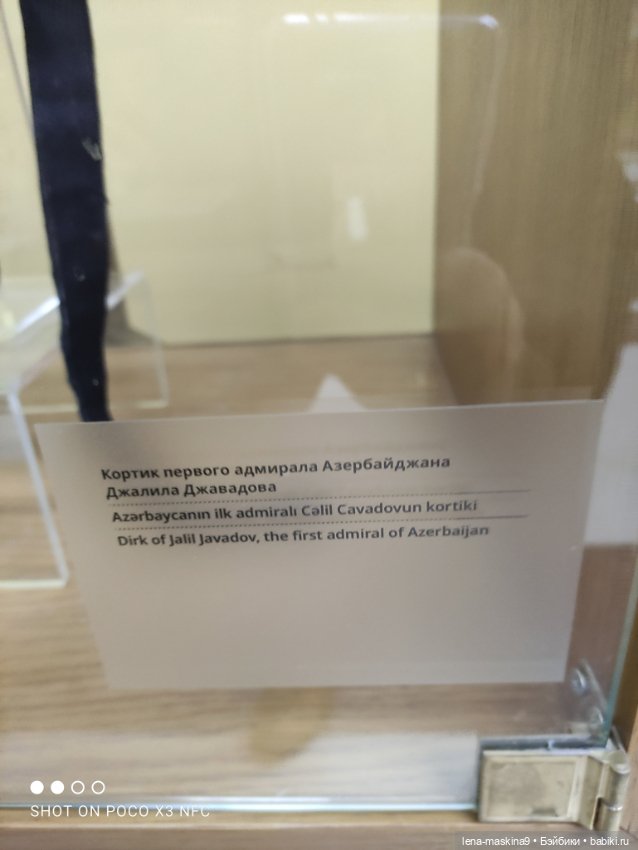 Кортик первого адмирала Азербайджана
Джалила Джавадова
Azərbaycanın ilk admiralı Cəlil Cavadovun kortiki
Dirk of Jalil Javadov, the first admiral of Azerbaijan
SHOT ON POCO X3 NFC
lena-maskina9 • Бэйбики • babiki.ru